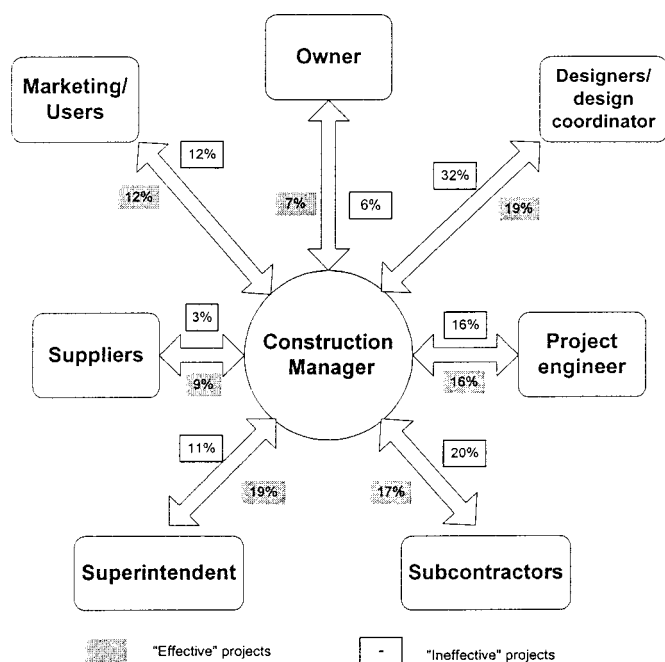 Owner
Marketing/
Users
Designers/
design
coordinator
12%
12%
7%
6%
32%
19%
Suppliers
3%
9%
Construction
Manager
16%
16%
Project
engineer
11%
19%
20%
17%
Superintendent
Subcontractors
"Effective" projects
-
"Ineffective" projects